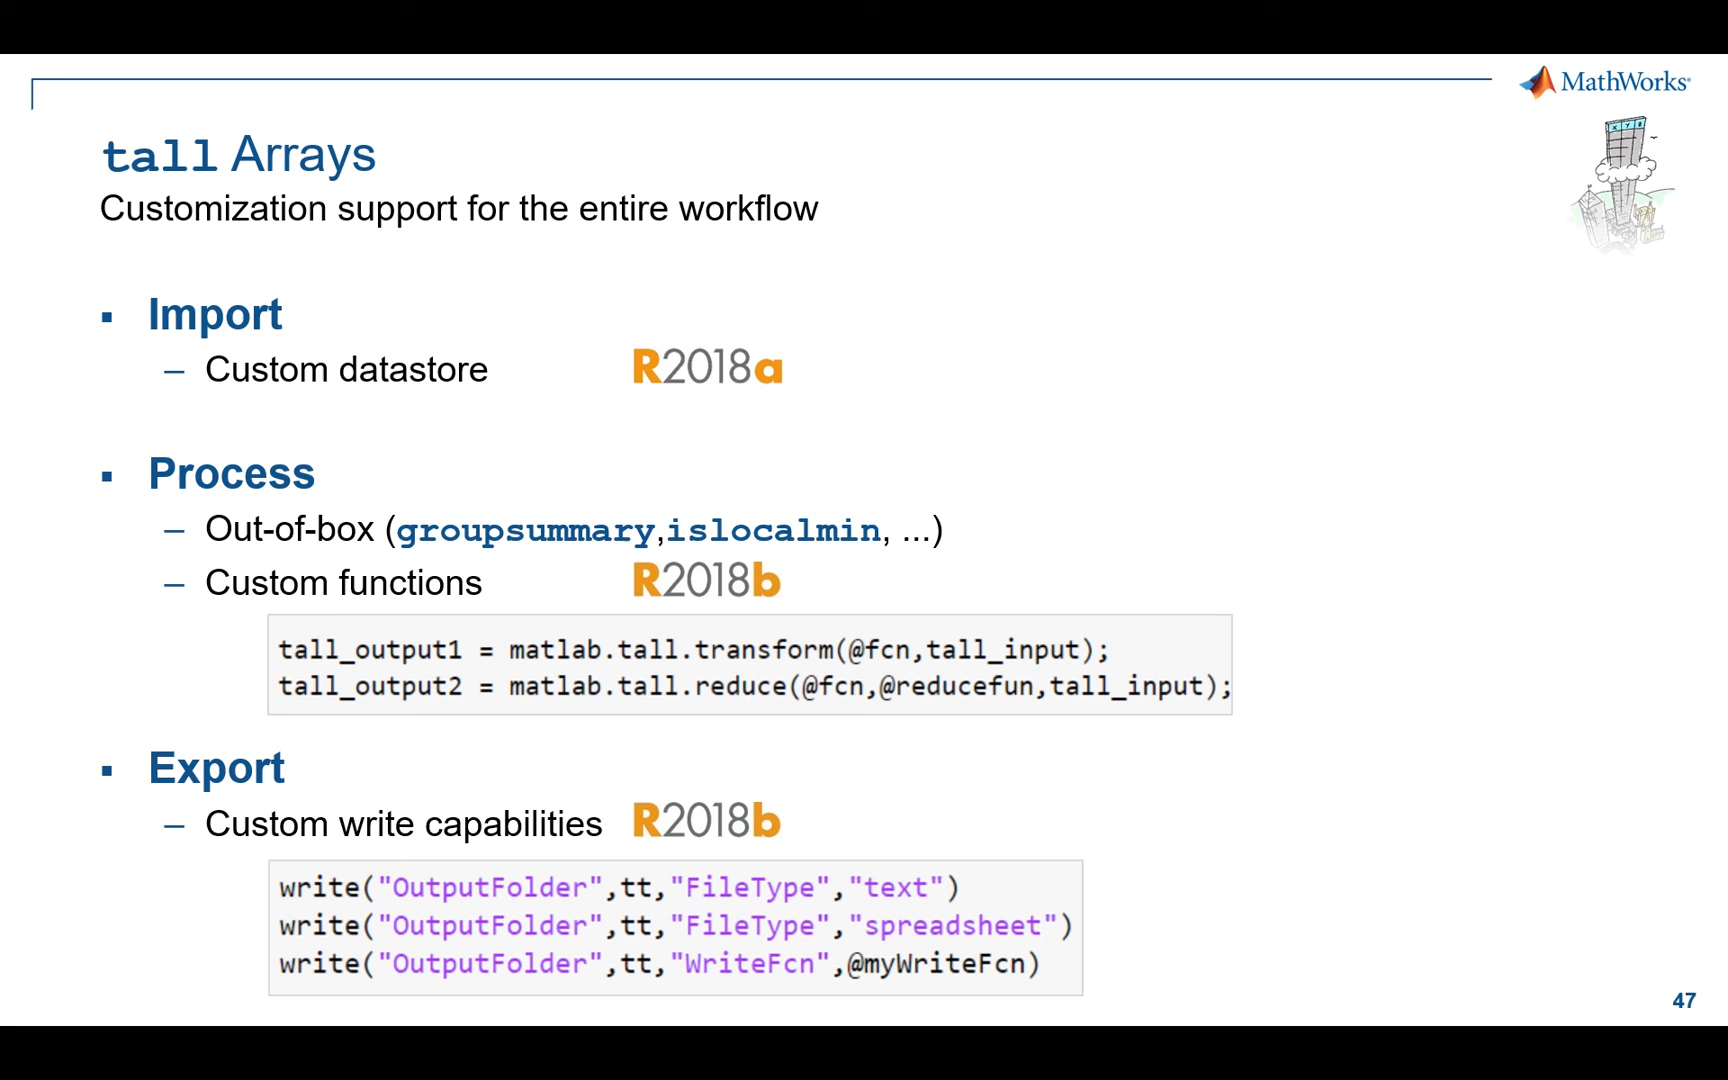 MathWorks®
tall Arrays
Customization support for the entire workflow
▪ Import
– Custom datastore R2018a
▪ Process
– Out-of-box (groupsummary,islocalmin, ...)
– Custom functions R2018b
tall_output1 = matlab.tall.transform(@fcn,tall_input);
tall_output2 = matlab.tall.reduce(@fcn,@reducefun,tall_input);
▪ Export
– Custom write capabilities R2018b
write("OutputFolder",tt,"FileType","text")
write("OutputFolder",tt,"FileType","spreadsheet")
write("OutputFolder",tt,"WriteFcn",@myWriteFcn)
47